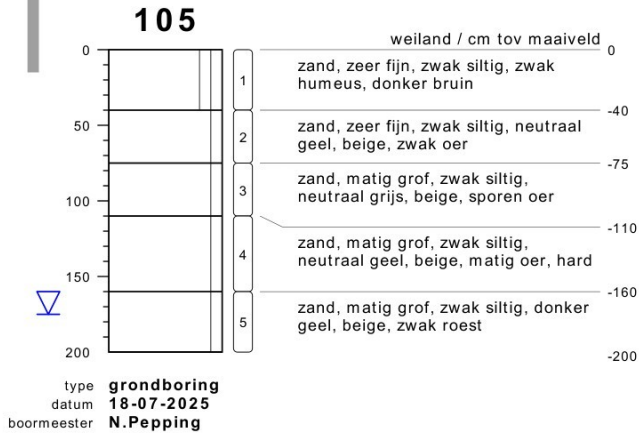 105
weiland / cm tov maaiveld
0
0
zand, zeer fijn, zwak siltig, zwak
humeus, donker bruin
1
-40
50
zand, zeer fijn, zwak siltig, neutraal
geel, beige, zwak oer
2
-75
zand, matig grof, zwak siltig,
neutraal grijs, beige, sporen oer
3
100
-110
zand, matig grof, zwak siltig,
neutraal geel, beige, matig oer, hard
4
150
-160
zand, matig grof, zwak siltig, donker
geel, beige, zwak roest
5
200
-200
type grondboring
datum 18-07-2025
boormeester N.Pepping